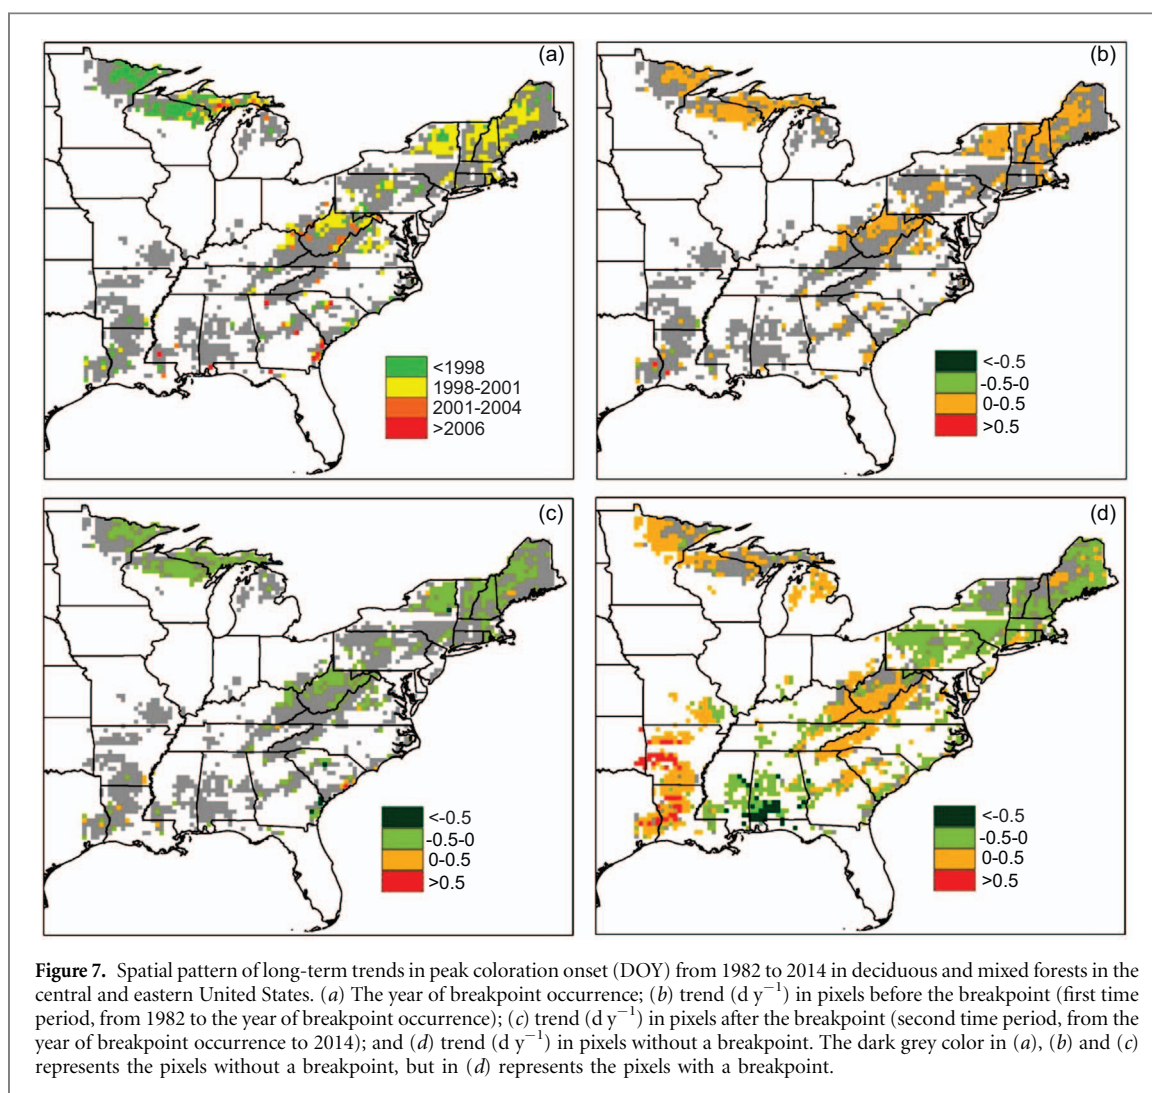 (a)
<1998
1998-2001
2001-2004
>2006
(b)
<-0.5
-0.5-0
0-0.5
>0.5
(c)
<-0.5
-0.5-0
0-0.5
>0.5
(d)
<-0.5
-0.5-0
0-0.5
>0.5
Figure 7. Spatial pattern of long-term trends in peak coloration onset (DOY) from 1982 to 2014 in deciduous and mixed forests in the
central and eastern United States. (a) The year of breakpoint occurrence; (b) trend (d y⁻¹) in pixels before the breakpoint (first time
period, from 1982 to the year of breakpoint occurrence); (c) trend (d y⁻¹) in pixels after the breakpoint (second time period, from the
year of breakpoint occurrence to 2014); and (d) trend (d y⁻¹) in pixels without a breakpoint. The dark grey color in (a), (b) and (c)
represents the pixels without a breakpoint, but in (d) represents the pixels with a breakpoint.